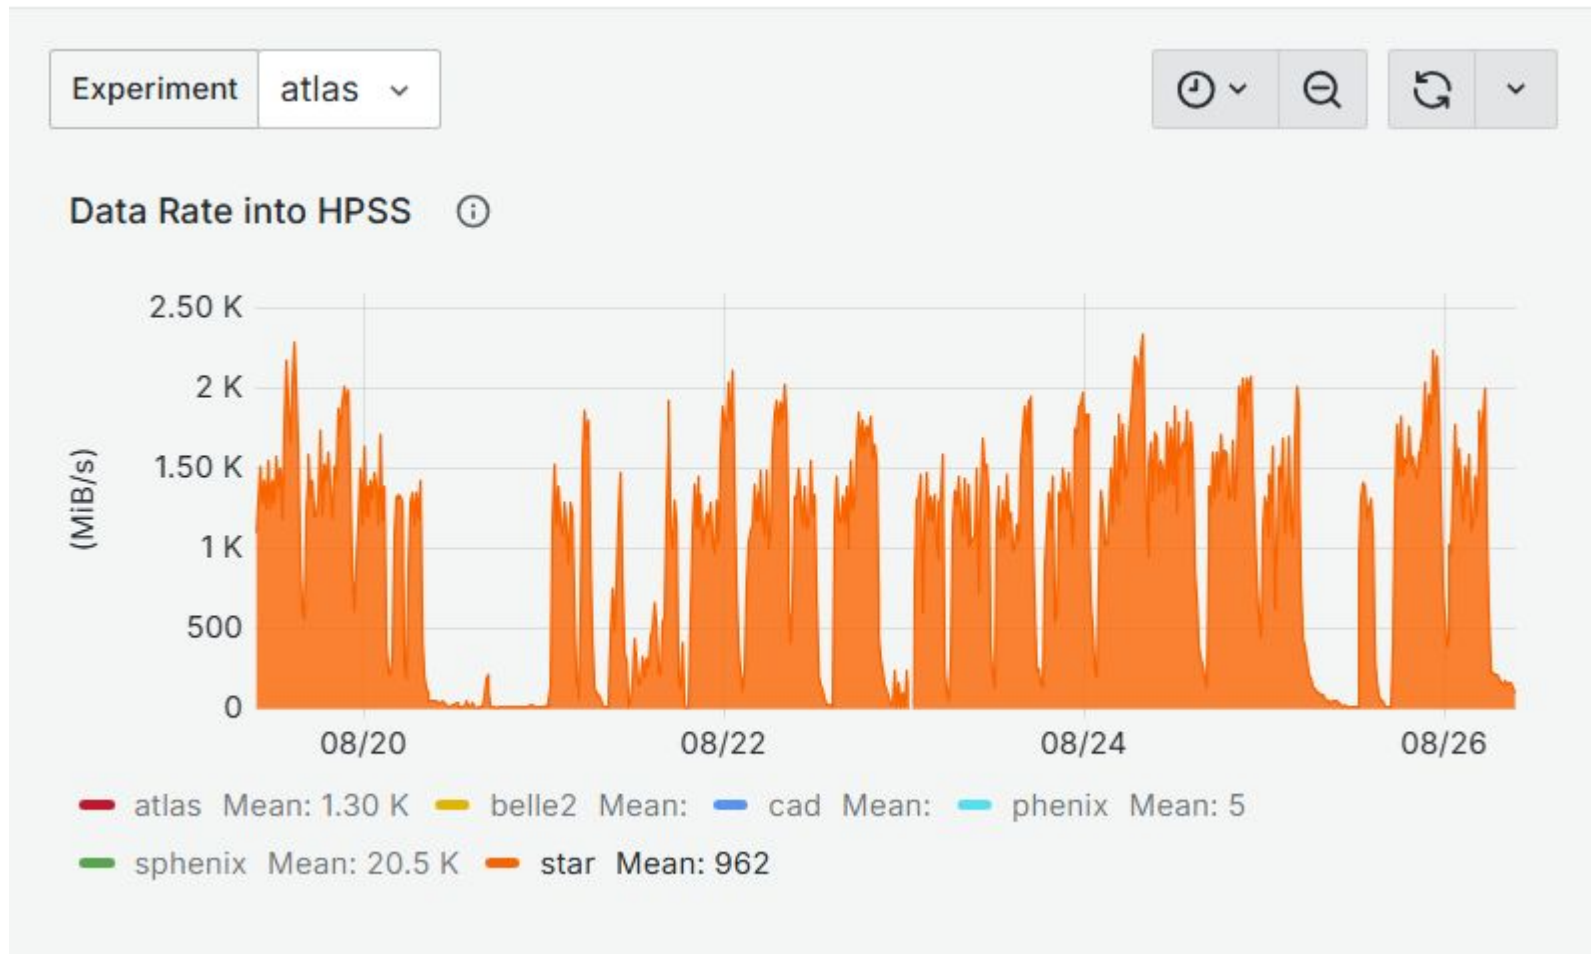 Experiment atlas
Data Rate into HPSS
2.50 K
2 K
1.50 K
1 K
500
0
(MiB/s)
08/20 08/22 08/24 08/26
atlas Mean: 1.30 K belle2 Mean: cad Mean: phenix Mean: 5
sphenix Mean: 20.5 K star Mean: 962